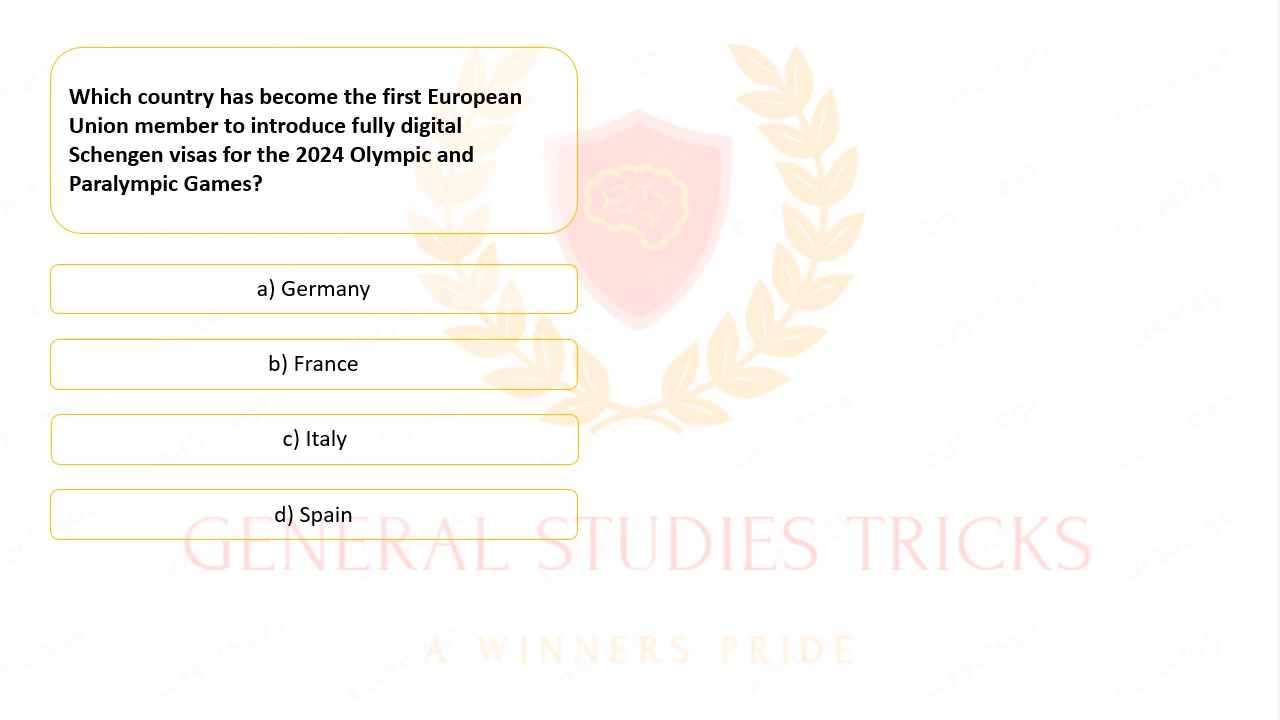 Which country has become the first European
Union member to introduce fully digital
Schengen visas for the 2024 Olympic and
Paralympic Games?
a) Germany
b) France
c) Italy
d) Spain
GENERAL STUDIES TRICKS
A WINNERS PRIDE